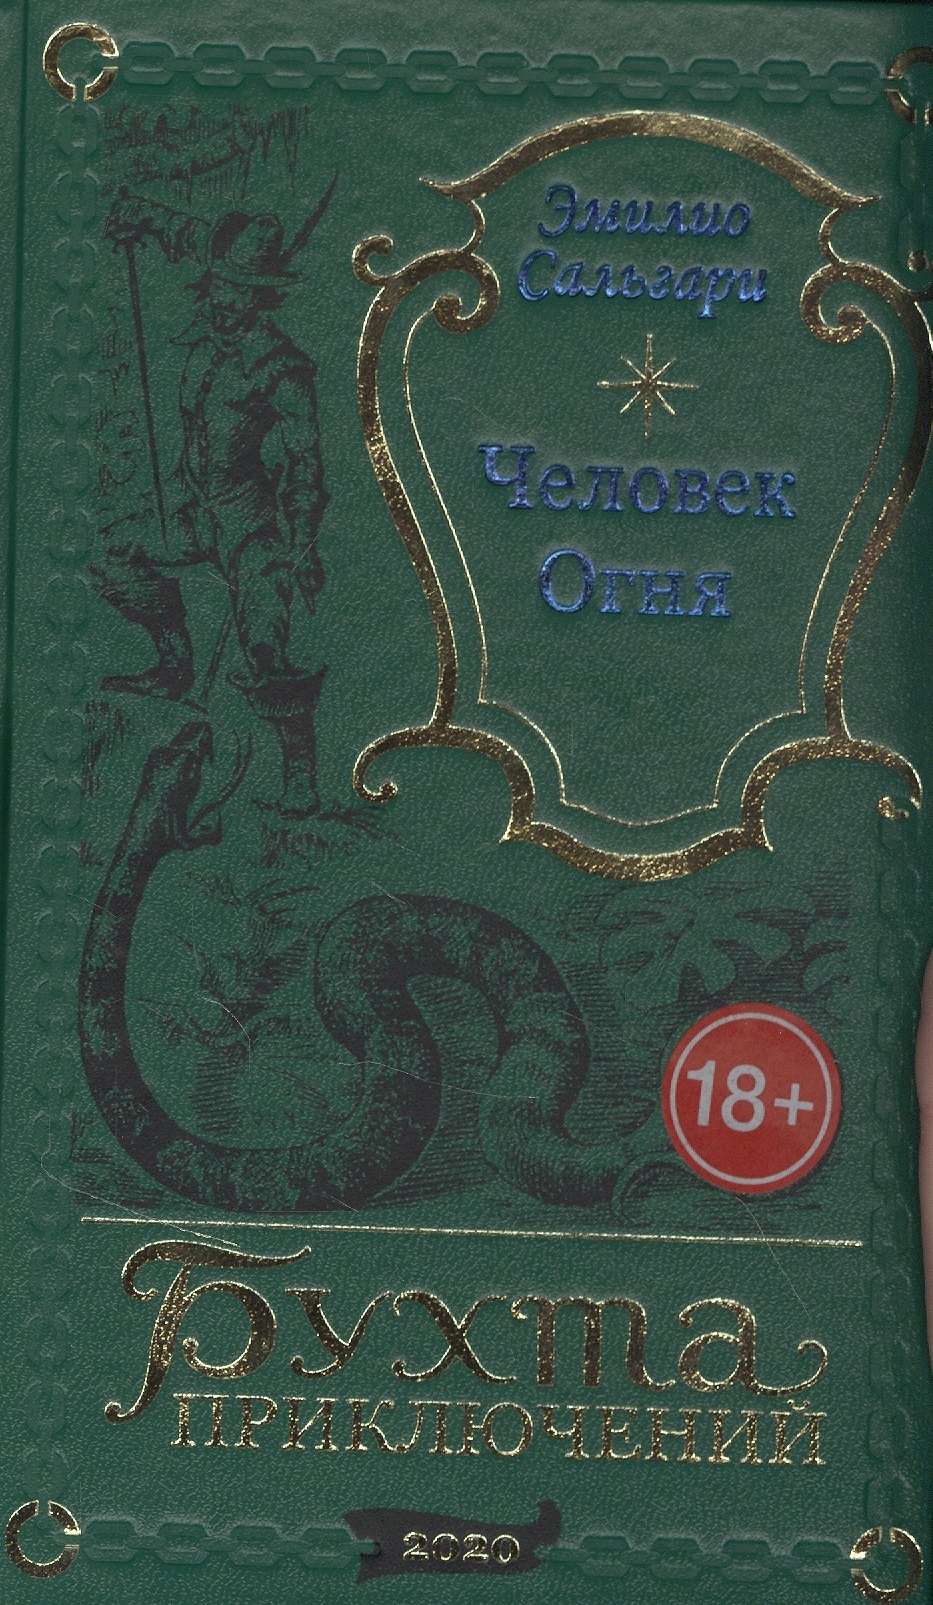 Эмилио
Сальгари
Человек
Огня
18+
Бухта
ПРИКЛЮЧЕНИЙ
2020